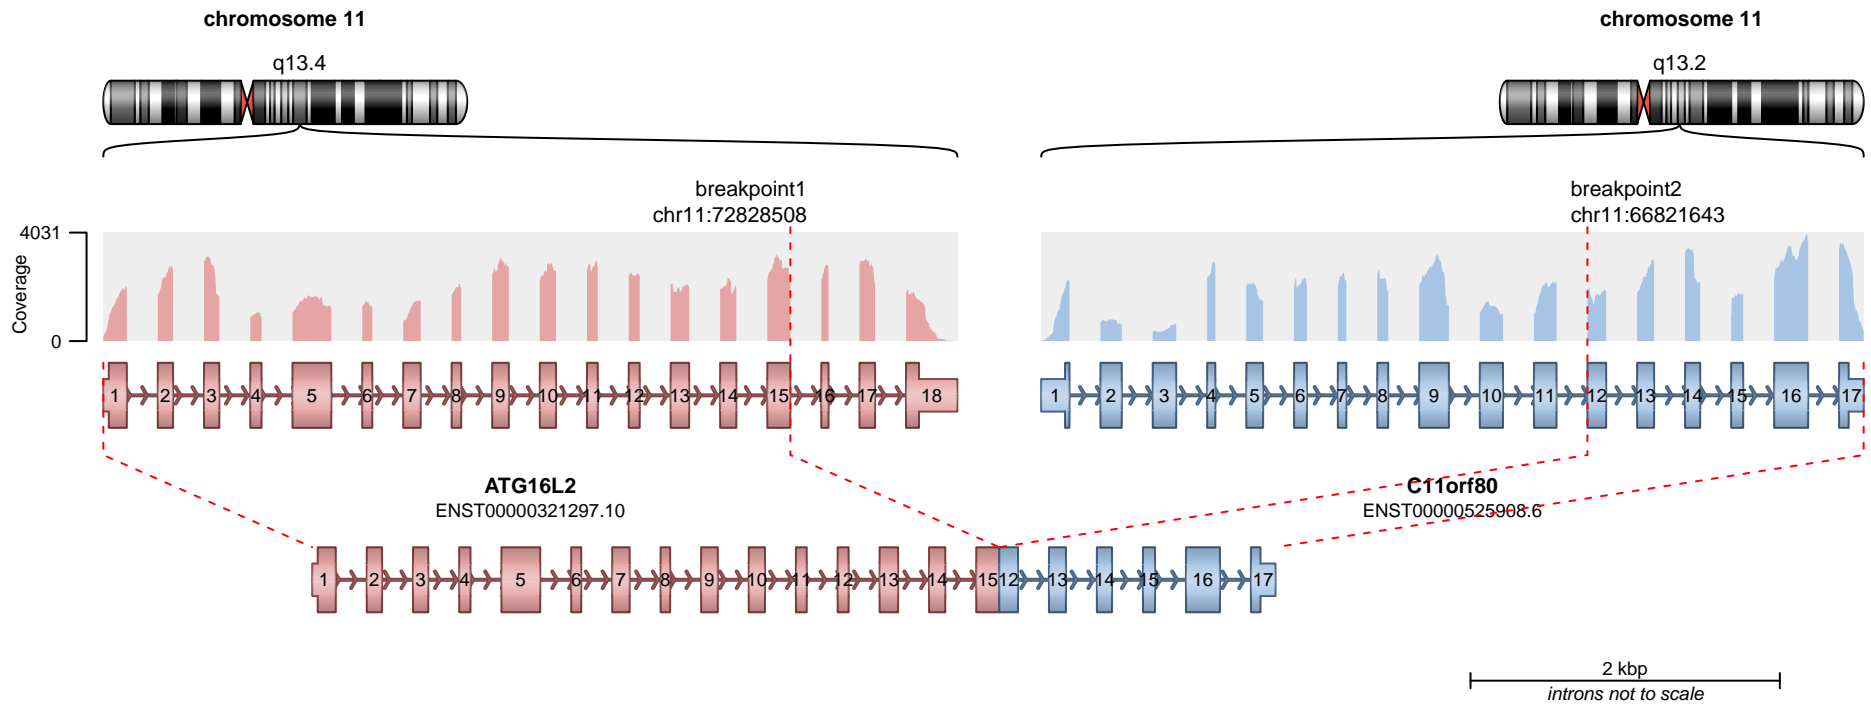 chromosome 11
chromosome 11
q13.4
q13.2
breakpoint1
chr11:72828508
breakpoint2
chr11:66821643
4031
Coverage
0
1 2 3 4 5 6 7 8 9 10 11 12 13 14 15 16 17 18
1 2 3 4 5 6 7 8 9 10 11 12 13 14 15 16 17
ATG16L2
ENST00000321297.10
C11orf80
ENST00000525908.6
1 2 3 4 5 6 7 8 9 10 11 12 13 14 15 12 13 14 15 16 17
2 kbp
introns not to scale